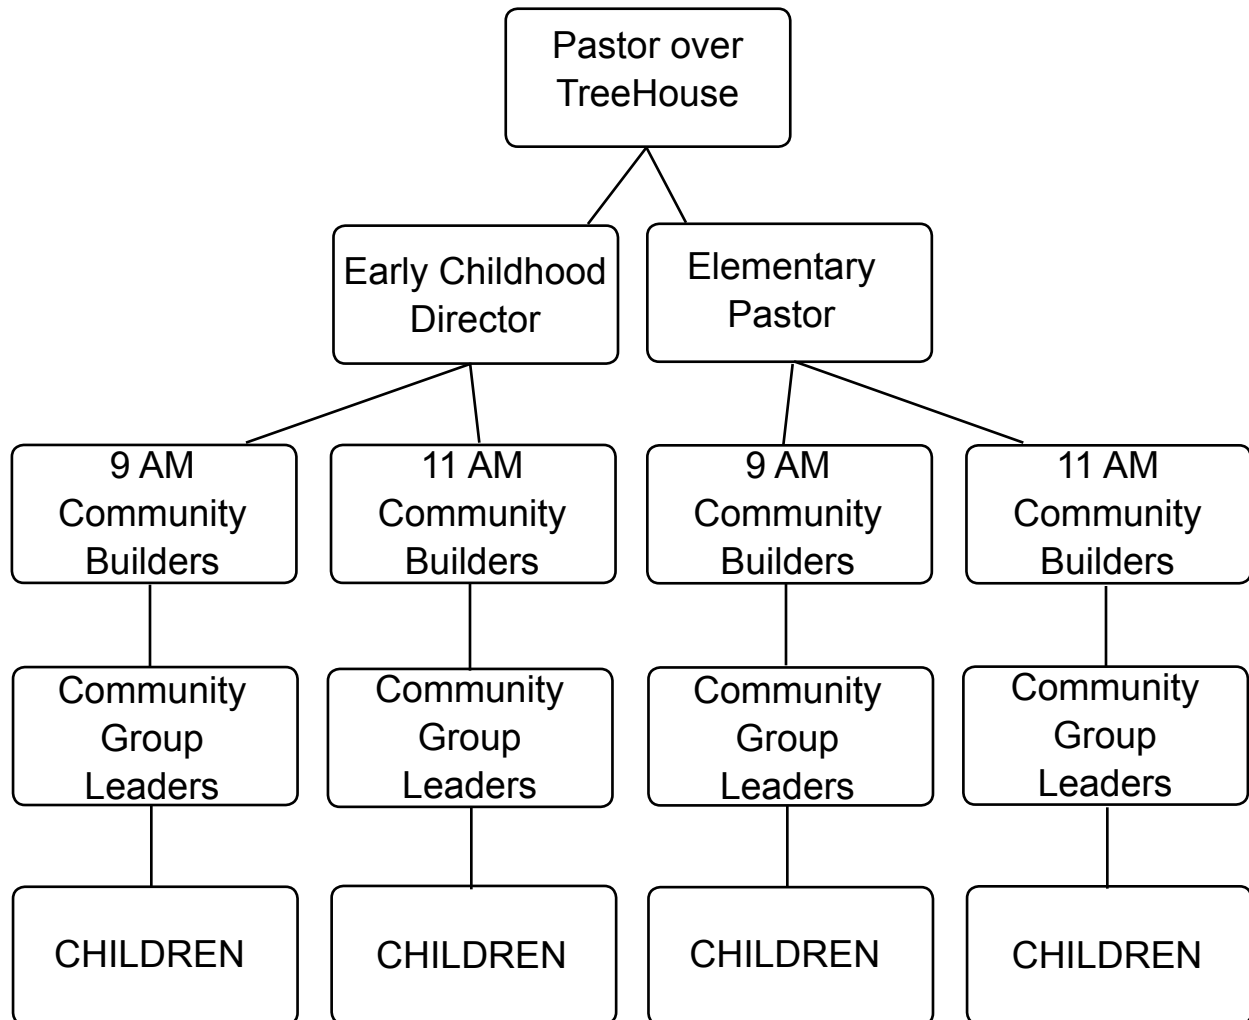 Pastor over
TreeHouse
Early Childhood
Director
Elementary
Pastor
9 AM
Community
Builders
11 AM
Community
Builders
9 AM
Community
Builders
11 AM
Community
Builders
Community
Group
Leaders
Community
Group
Leaders
Community
Group
Leaders
Community
Group
Leaders
CHILDREN
CHILDREN
CHILDREN
CHILDREN